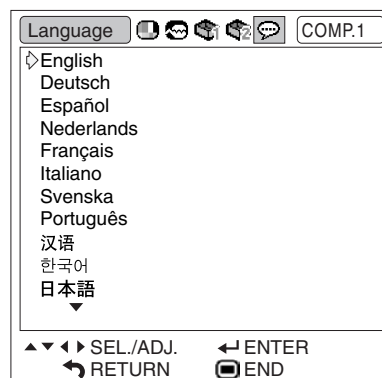 Language COMP.1
English
Deutsch
Español
Nederlands
Français
Italiano
Svenska
Português
汉语
한국어
日本語
SEL./ADJ. ENTER
RETURN END